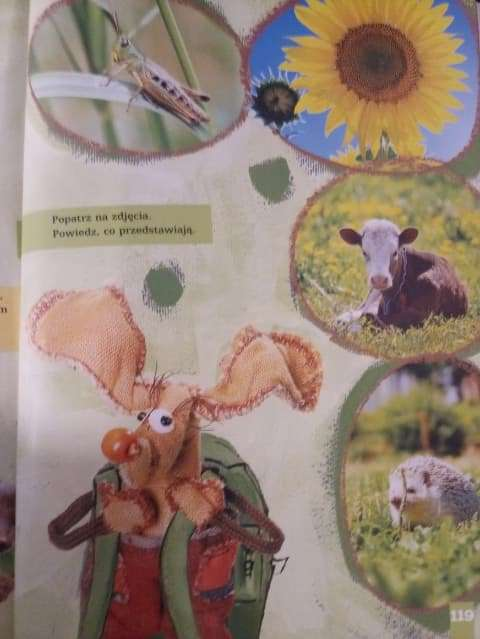 Popatrz na zdjęcia.
Powiedz, co przedstawiają.
m
119